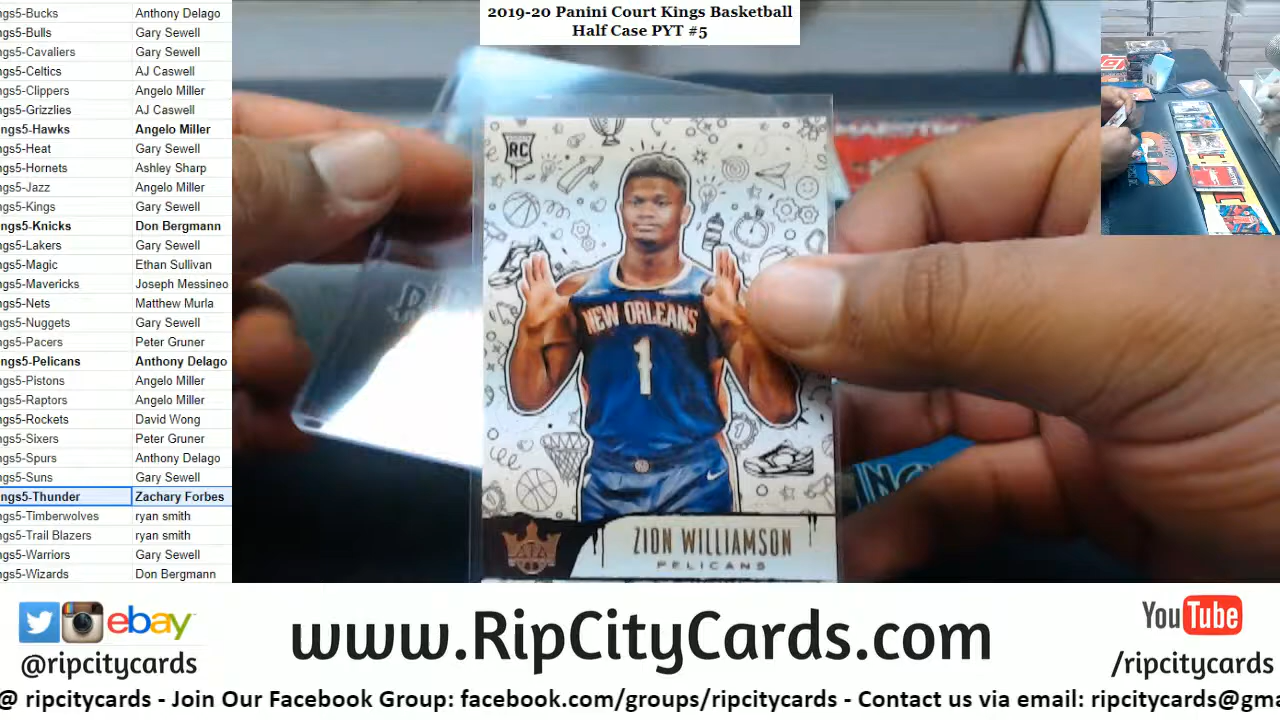 2019-20 Panini Court Kings Basketball
Half Case PYT #5
ngs5-Bucks Anthony Delago
ngs5-Bulls Gary Sewell
ngs5-Cavaliers Gary Sewell
ngs5-Celtics AJ Caswell
ngs5-Clippers Angelo Miller
ngs5-Grizzlies AJ Caswell
ngs5-Hawks Angelo Miller
ngs5-Heat Gary Sewell
ngs5-Hornets Ashley Sharp
ngs5-Jazz Angelo Miller
ngs5-Kings Gary Sewell
ngs5-Knicks Don Bergmann
ngs5-Lakers Gary Sewell
ngs5-Magic Ethan Sullivan
ngs5-Mavericks Joseph Messineo
ngs5-Nets Matthew Murla
ngs5-Nuggets Gary Sewell
ngs5-Pacers Peter Gruner
ngs5-Pelicans Anthony Delago
ngs5-Pistons Angelo Miller
ngs5-Raptors Angelo Miller
ngs5-Rockets David Wong
ngs5-Sixers Peter Gruner
ngs5-Spurs Anthony Delago
ngs5-Suns Gary Sewell
ngs5-Thunder Zachary Forbes
ngs5-Timberwolves ryan smith
ngs5-Trail Blazers ryan smith
ngs5-Warriors Gary Sewell
ngs5-Wizards Don Bergmann
RC
NEW ORLEANS
1
ZION WILLIAMSON
PELICANS
ebay
@ripcitycards
www.RipCityCards.com
YouTube
/ripcitycards
@ ripcitycards - Join Our Facebook Group: facebook.com/groups/ripcitycards - Contact us via email: ripcitycards@gma